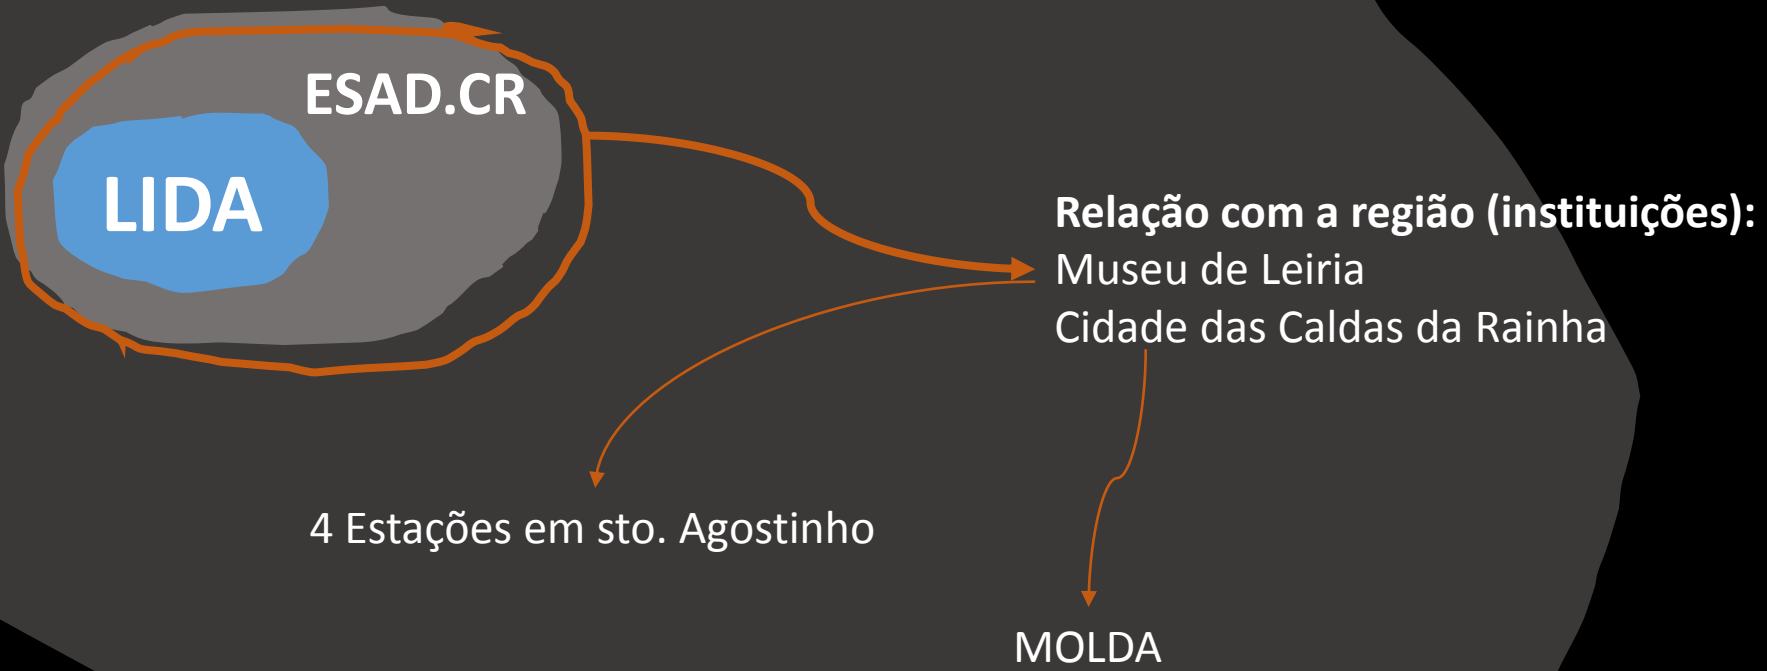 ESAD.CR
LIDA
Relação com a região (instituições):
Museu de Leiria
Cidade das Caldas da Rainha
4 Estações em sto. Agostinho
MOLDA